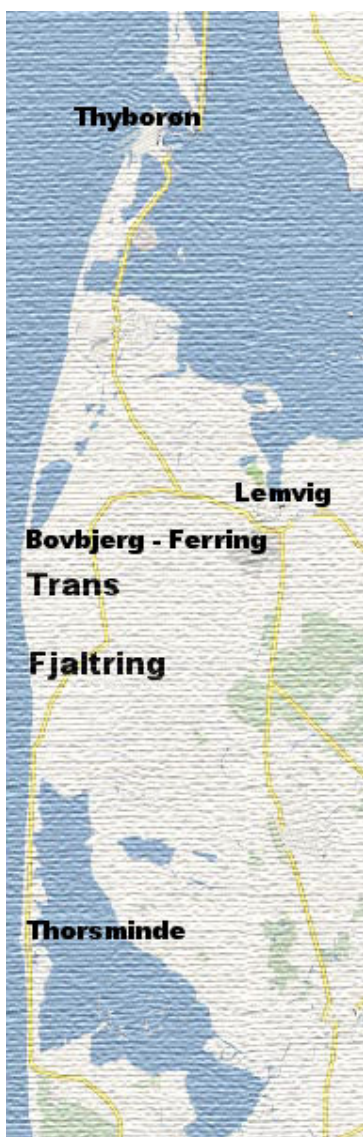 Thyborøn
Lemvig
Bovbjerg - Ferring
Trans
Fjaltring
Thorsminde